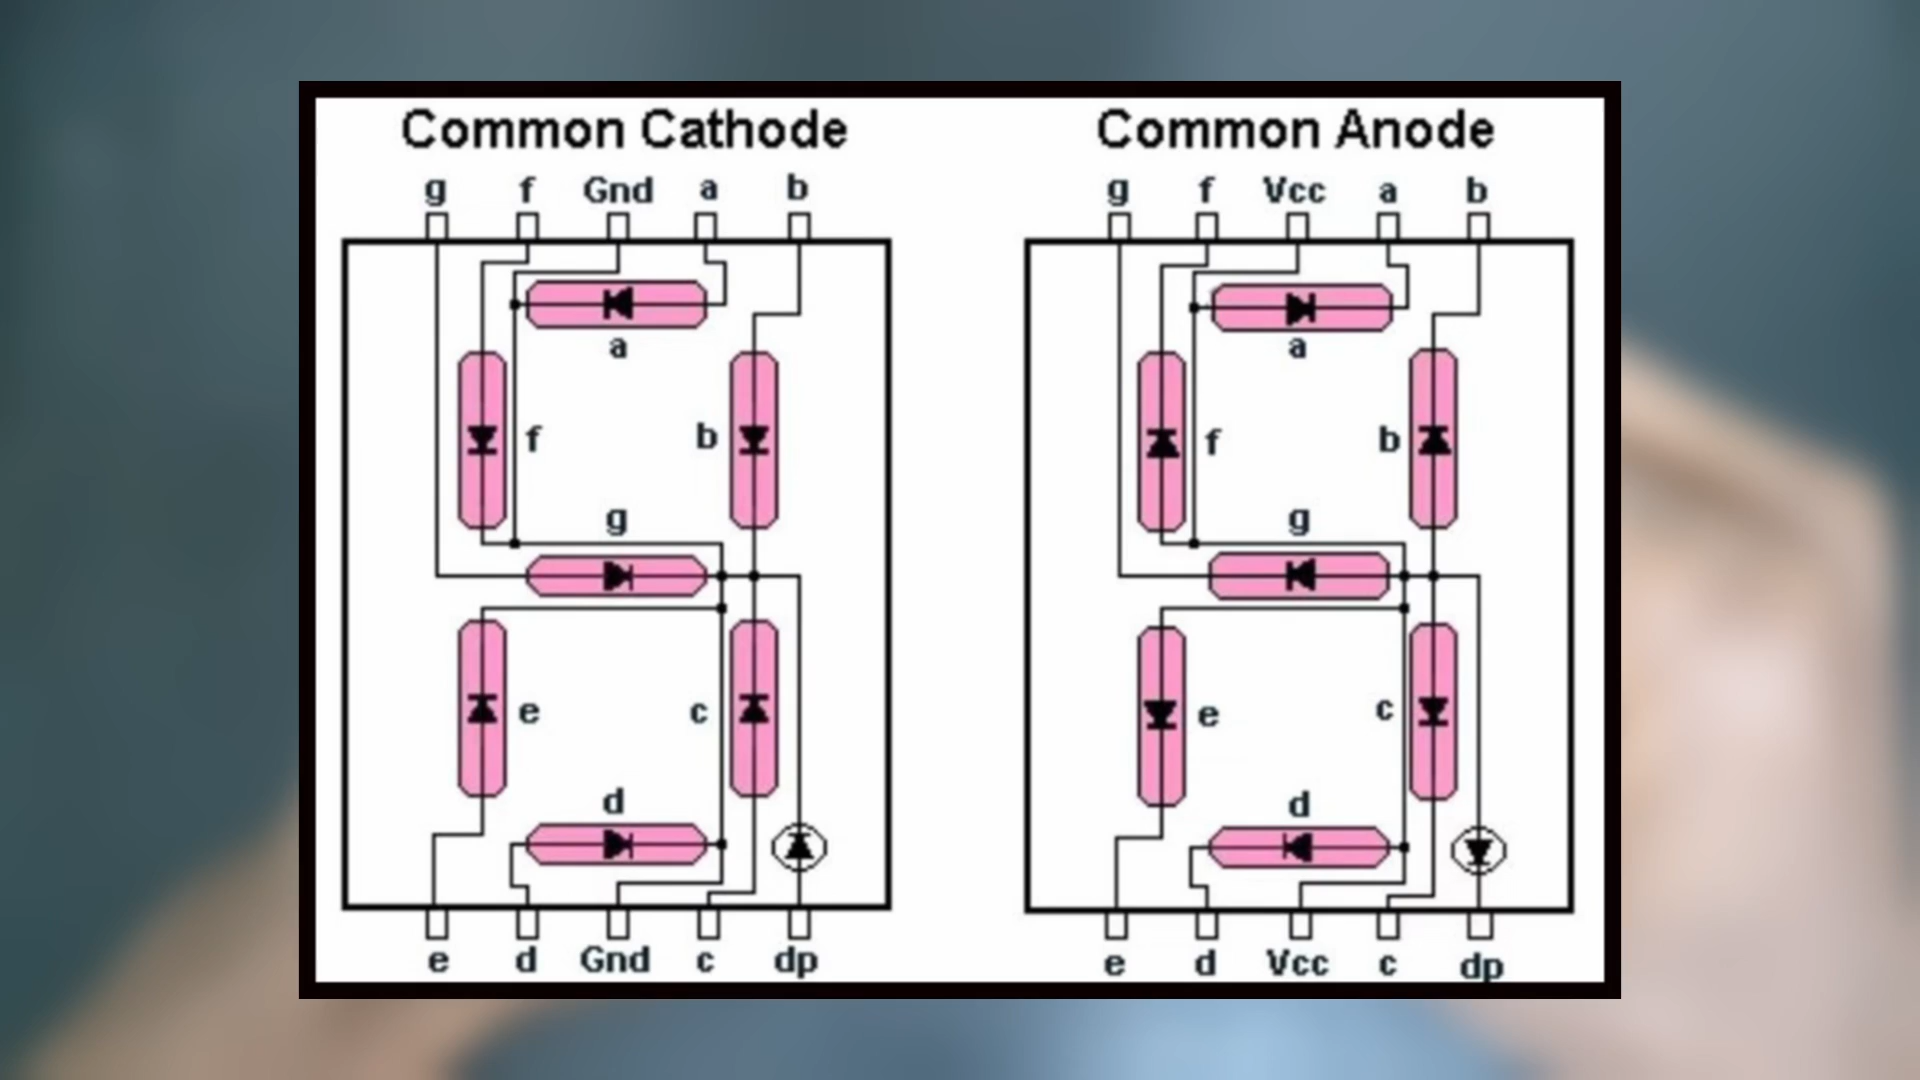 Common Cathode
g f Gnd a b
a
f b
g
e c
d
e d Gnd c dp
Common Anode
g f Vcc a b
a
f b
g
e c
d
e d Vcc c dp